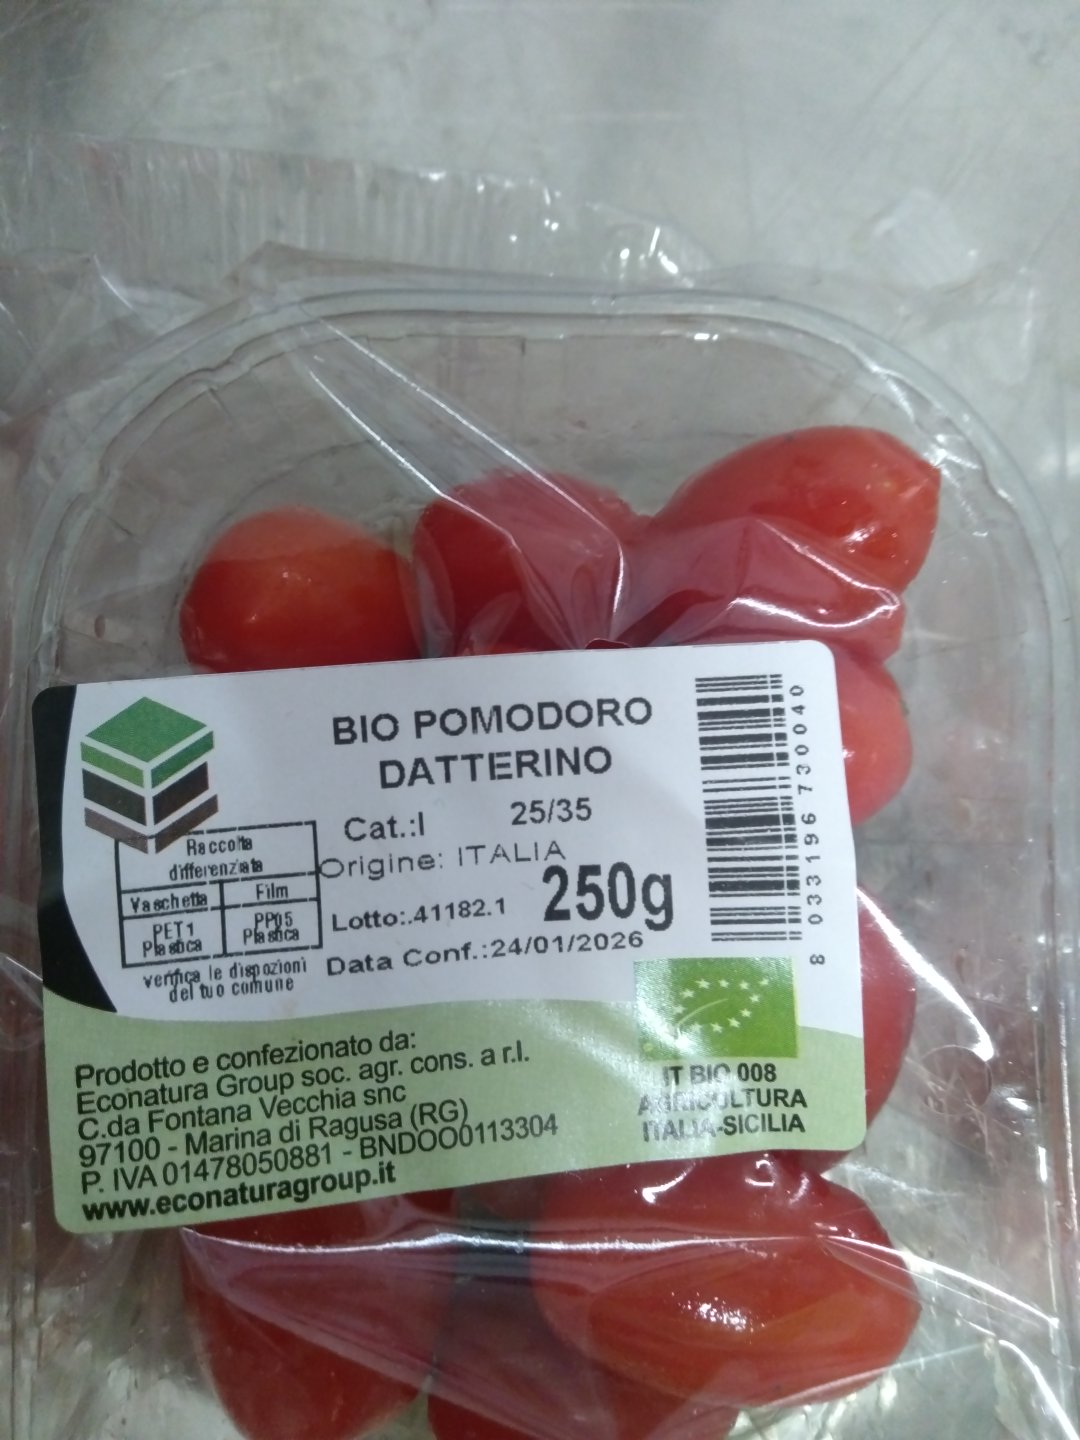 BIO POMODORO
DATTERINO
Cat.:I 25/35
Origine: ITALIA
250g
Lotto:.41182.1
Data Conf.:24/01/2026
Raccolta
differenziata
Vaschetta Film
PET1 PP05
Plastica Plastica
verifica le dispozioni
del tuo comune
8 033196 730040
Prodotto e confezionato da:
Econatura Group soc. agr. cons. a r.l.
C.da Fontana Vecchia snc
97100 - Marina di Ragusa (RG)
P. IVA 01478050881 - BNDOO0113304
www.econaturagroup.it
IT BIO 008
AGRICOLTURA
ITALIA-SICILIA